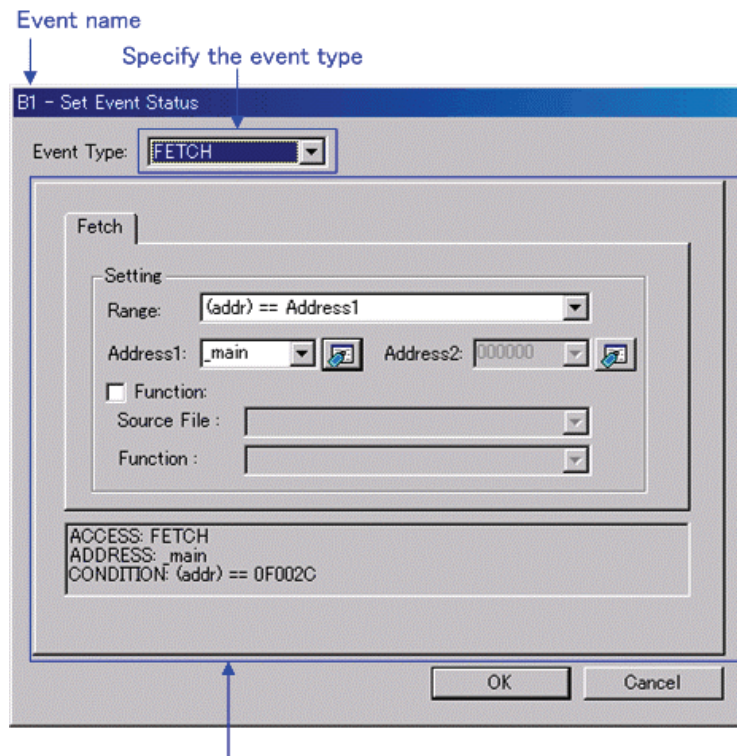 Event name
Specify the event type
B1 - Set Event Status
Event Type: FETCH
Fetch
Setting
Range: (addr) == Address1
Address1: _main Address2: 000000
Function:
Source File :
Function :
ACCESS: FETCH
ADDRESS: _main
CONDITION: (addr) == 0F002C
OK Cancel